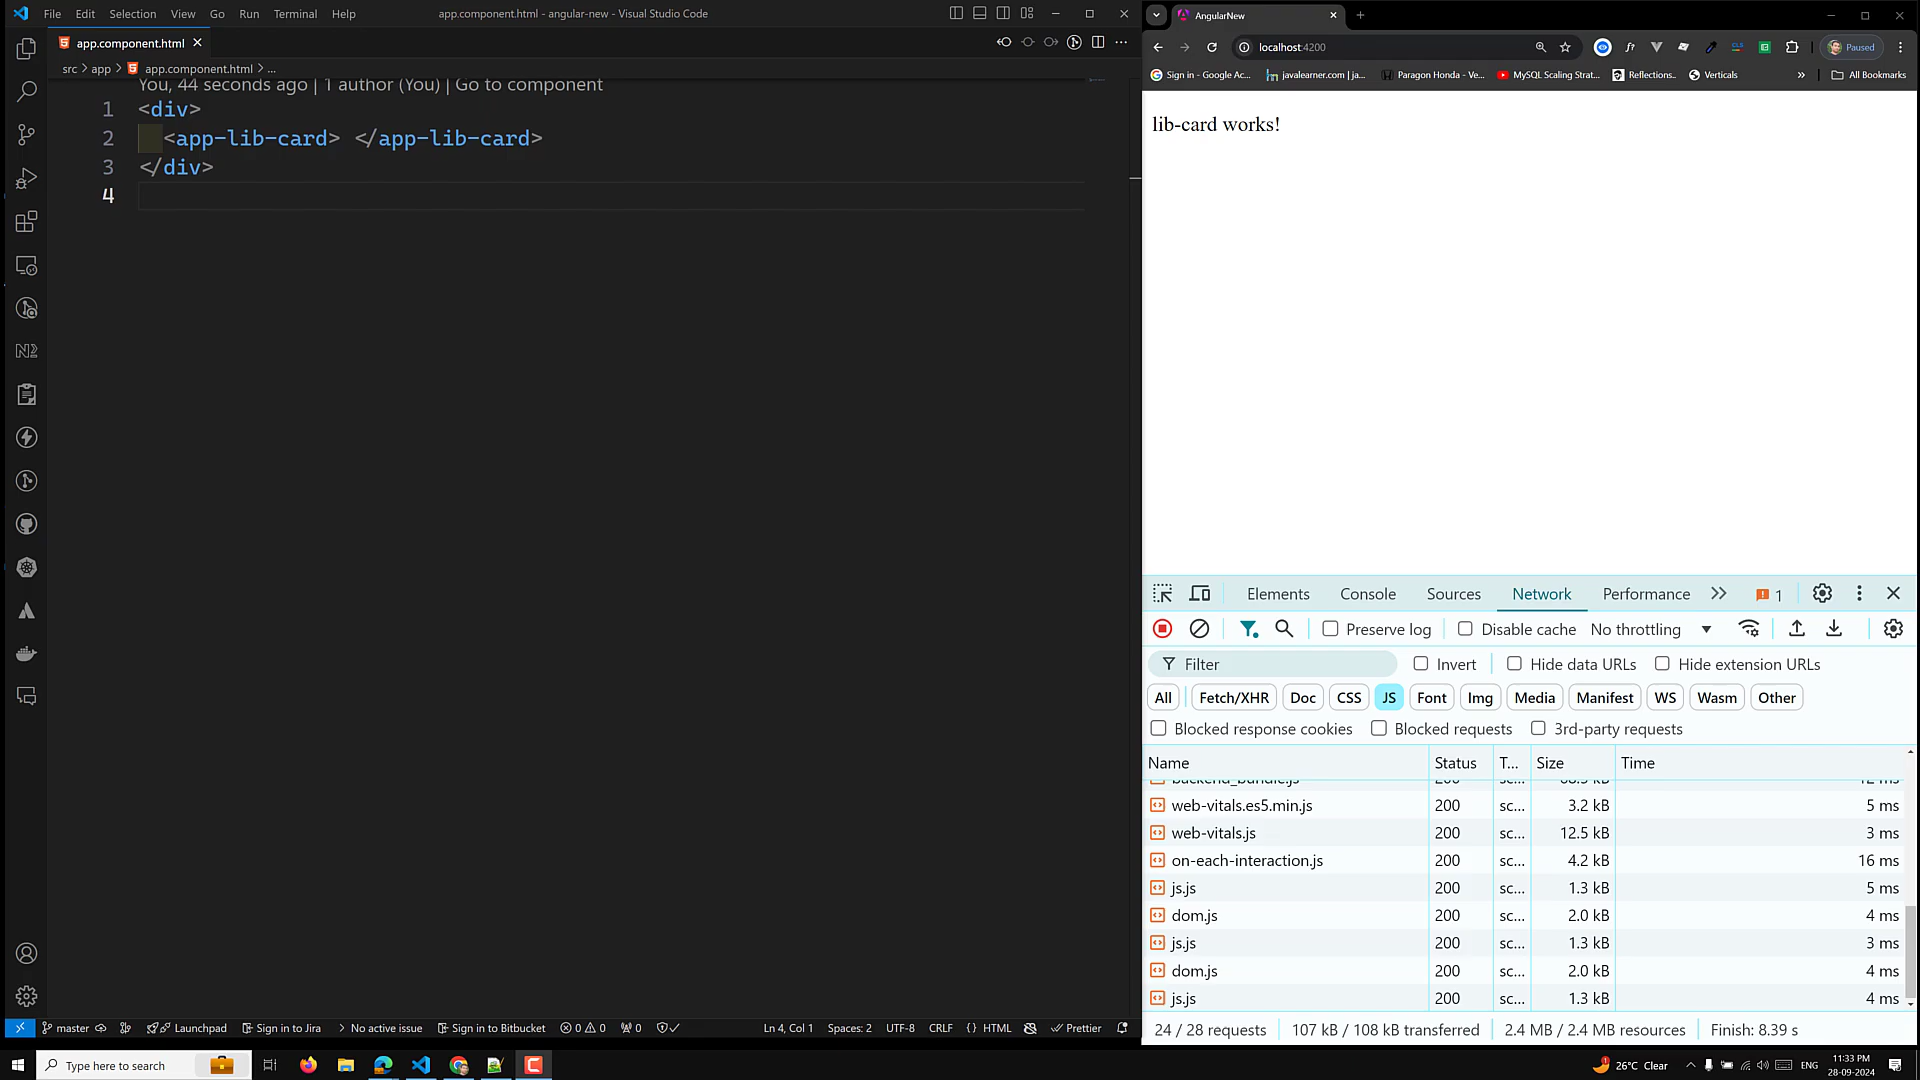 File Edit Selection View Go Run Terminal Help
app.component.html - angular-new - Visual Studio Code
app.component.html
src > app > app.component.html > ...
You, 44 seconds ago | 1 author (You) | Go to component
1 <div>
2 <app-lib-card> </app-lib-card>
3 </div>
4
master
Launchpad
Sign in to Jira
No active issue
Sign in to Bitbucket
0 0
0
Ln 4, Col 1
Spaces: 2
UTF-8
CRLF
{} HTML
Prettier
AngularNew
localhost:4200
Paused
Sign in - Google Ac...
javalearner.com | ja...
Paragon Honda - Ve...
MySQL Scaling Strat...
Reflections..
Verticals
»
All Bookmarks
lib-card works!
Elements Console Sources Network Performance 1
Preserve log Disable cache No throttling
Filter Invert Hide data URLs Hide extension URLs
All Fetch/XHR Doc CSS JS Font Img Media Manifest WS Wasm Other
Blocked response cookies Blocked requests 3rd-party requests
Name Status T... Size Time
web-vitals.es5.min.js 200 sc... 3.2 kB 5 ms
web-vitals.js 200 sc... 12.5 kB 3 ms
on-each-interaction.js 200 sc... 4.2 kB 16 ms
js.js 200 sc... 1.3 kB 5 ms
dom.js 200 sc... 2.0 kB 4 ms
js.js 200 sc... 1.3 kB 3 ms
dom.js 200 sc... 2.0 kB 4 ms
js.js 200 sc... 1.3 kB 4 ms
24 / 28 requests 107 kB / 108 kB transferred 2.4 MB / 2.4 MB resources Finish: 8.39 s
Type here to search
26°C Clear
ENG
11:33 PM
28-09-2024